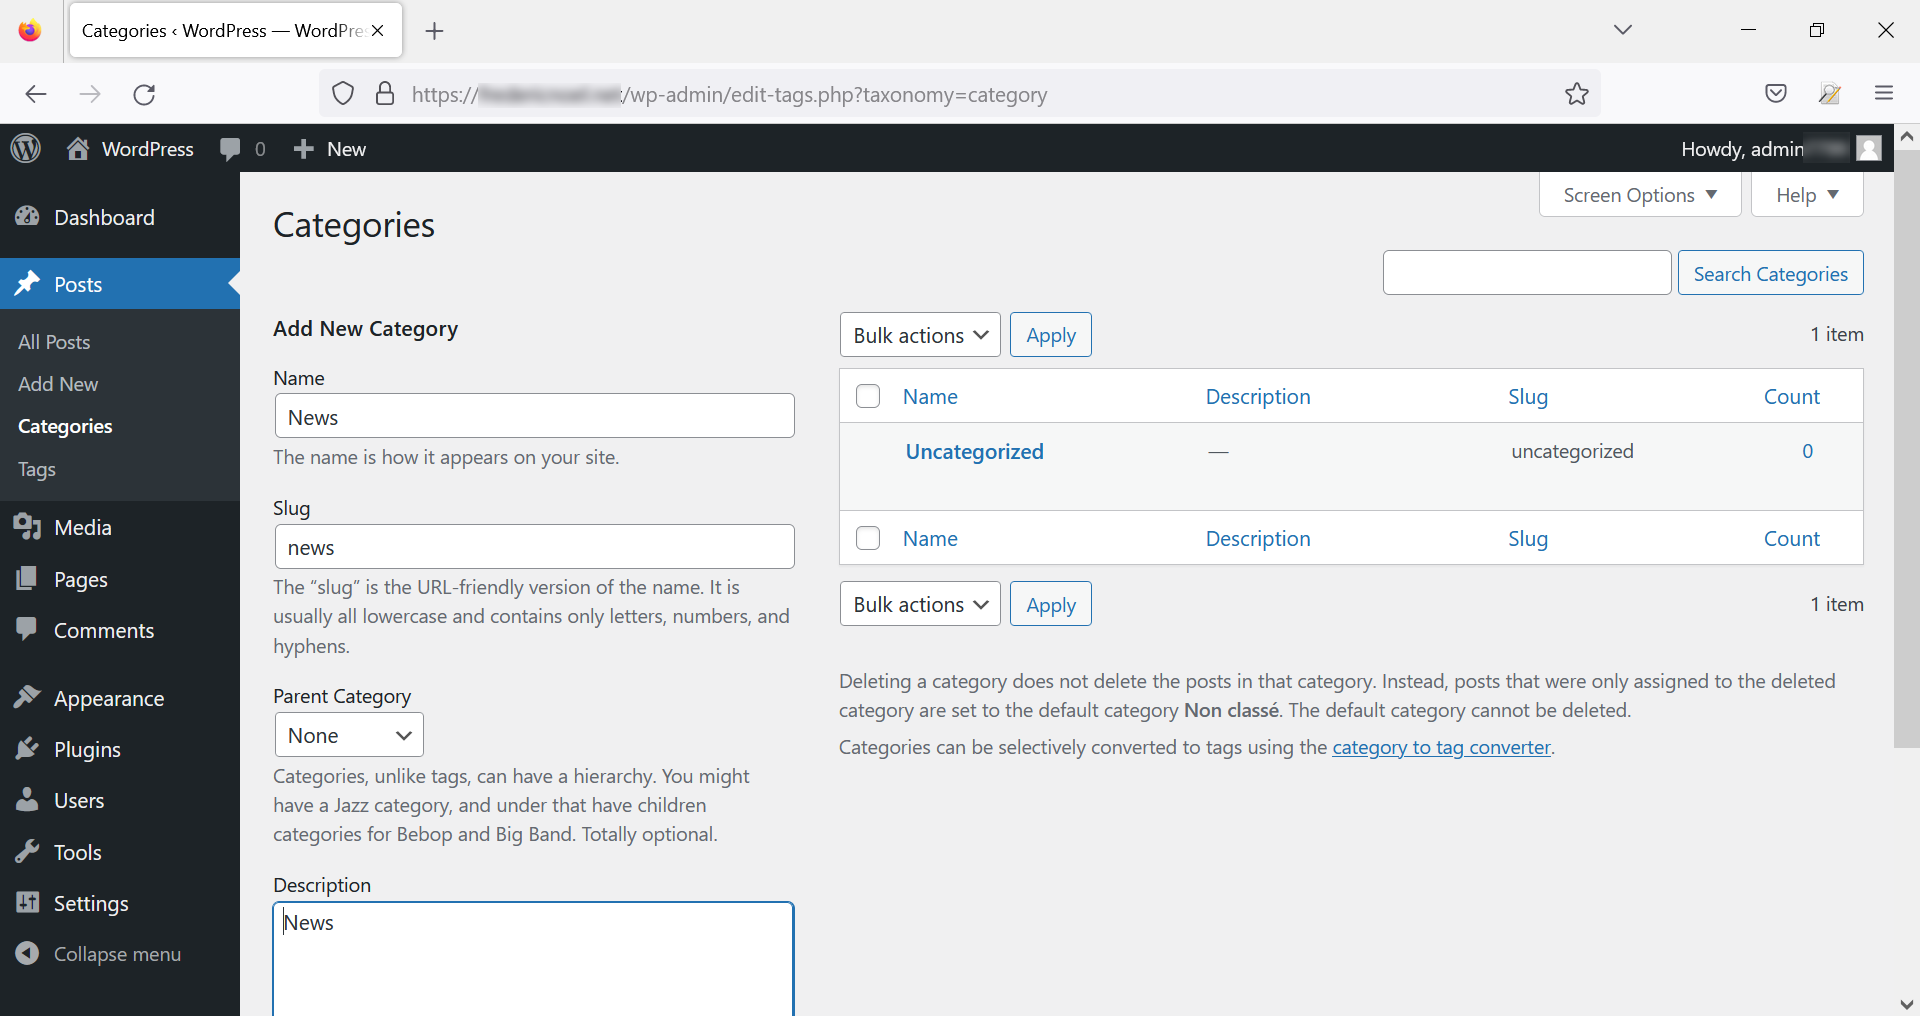 Categories ‹ WordPress — WordPre
https:// /wp-admin/edit-tags.php?taxonomy=category
WordPress 0 New
Howdy, admin
Dashboard
Posts
All Posts
Add New
Categories
Tags
Media
Pages
Comments
Appearance
Plugins
Users
Tools
Settings
Collapse menu
Screen Options
Help
Categories
Search Categories
Add New Category
Name
News
The name is how it appears on your site.
Slug
news
The “slug” is the URL-friendly version of the name. It is
usually all lowercase and contains only letters, numbers, and
hyphens.
Parent Category
None
Categories, unlike tags, can have a hierarchy. You might
have a Jazz category, and under that have children
categories for Bebop and Big Band. Totally optional.
Description
News
Bulk actions Apply 1 item
Name Description Slug Count
Uncategorized — uncategorized 0
Name Description Slug Count
Bulk actions Apply 1 item
Deleting a category does not delete the posts in that category. Instead, posts that were only assigned to the deleted
category are set to the default category Non classé. The default category cannot be deleted.
Categories can be selectively converted to tags using the category to tag converter.